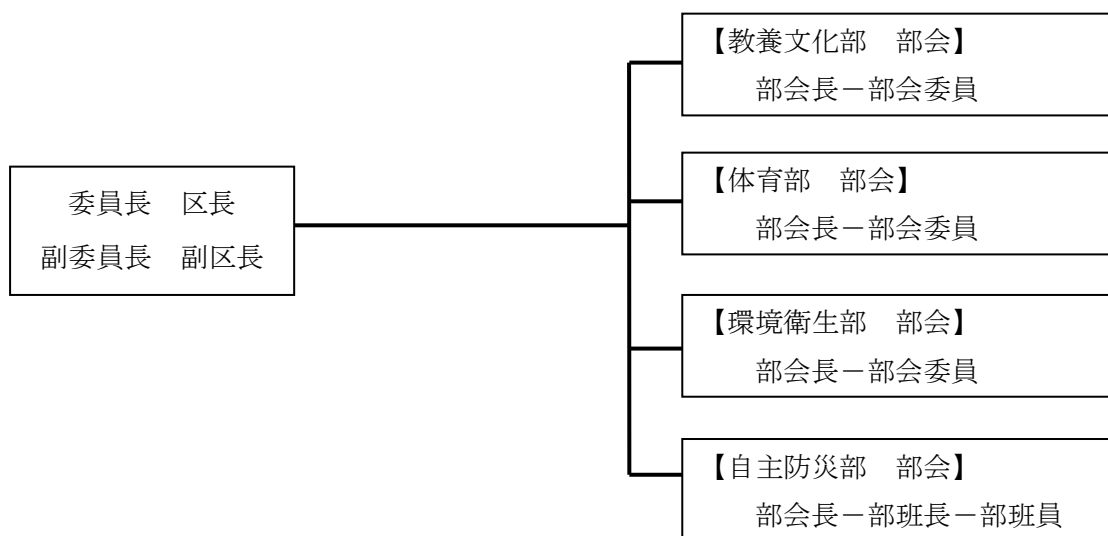 委員長　区長
副委員長　副区長
【教養文化部　部会】
部会長－部会委員
【体育部　部会】
部会長－部会委員
【環境衛生部　部会】
部会長－部会委員
【自主防災部　部会】
部会長－部班長－部班員